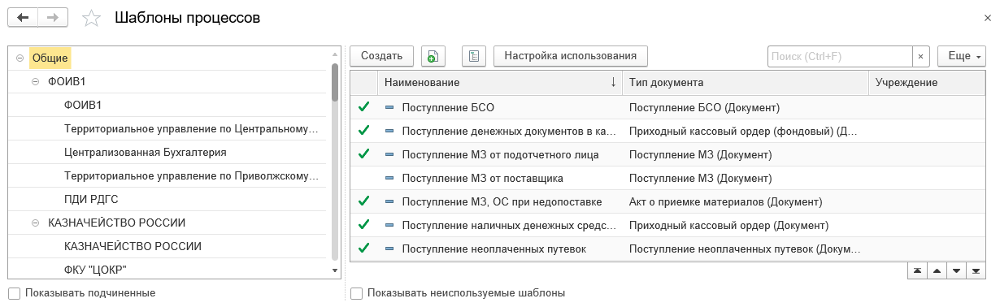 Шаблоны процессов
Общие
ФОИВ1
ФОИВ1
Территориальное управление по Центральному...
Централизованная Бухгалтерия
Территориальное управление по Приволжскому...
ПДИ РДГС
КАЗНАЧЕЙСТВО РОССИИ
КАЗНАЧЕЙСТВО РОССИИ
ФКУ "ЦОКР"
Показывать подчиненные
Создать Настройка использования Поиск (Ctrl+F) × Еще
Наименование ↓ Тип документа Учреждение
Поступление БСО Поступление БСО (Документ)
Поступление денежных документов в ка... Приходный кассовый ордер (фондовый) (Д...
Поступление МЗ от подотчетного лица Поступление МЗ (Документ)
Поступление МЗ от поставщика Поступление МЗ (Документ)
Поступление МЗ, ОС при недопоставке Акт о приемке материалов (Документ)
Поступление наличных денежных средс... Приходный кассовый ордер (Документ)
Поступление неоплаченных путевок Поступление неоплаченных путевок (Докум...
Показывать неиспользуемые шаблоны